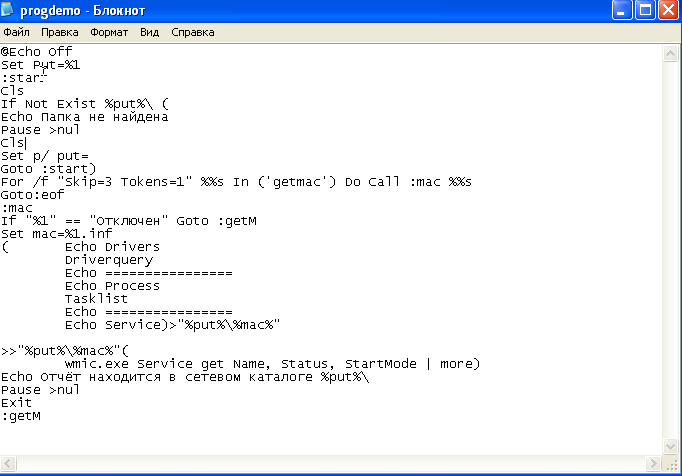 progdemo - Блокнот
Файл Правка Формат Вид Справка
@Echo Off
Set Put=%1
:start
Cls
If Not Exist %put%\ (
Echo Папка не найдена
Pause >nul
Cls
Set p/ put=
Goto :start)
For /f "Skip=3 Tokens=1" %%s In ('getmac') Do Call :mac %%s
Goto:eof
:mac
If "%1" == "Отключен" Goto :getM
Set mac=%1.inf
(       Echo Drivers
        Driverquery
        Echo ================
        Echo Process
        Tasklist
        Echo ================
        Echo Service)>"%put%\%mac%"

>>"%put%\%mac%"(
        wmic.exe Service get Name, Status, StartMode | more)
Echo Отчёт находится в сетевом каталоге %put%\
Pause >nul
Exit
:getM